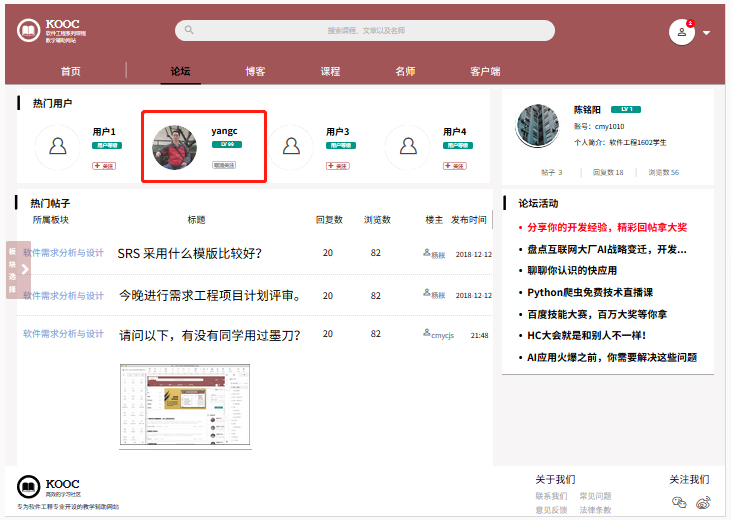 KOOC
软件工程系列课程
教学辅助网站
搜索课程、文章以及名师
2
首页
论坛
博客
课程
名师
客户端
热门用户
用户1
用户等级
+ 关注
yangc
LV 99
取消关注
用户3
用户等级
+ 关注
用户4
用户等级
+ 关注
陈铭阳
LV 1
账号：cmy1010
个人简介：软件工程1602学生
帖子 3
回复数 18
浏览数 56
热门帖子
所属板块 标题 回复数 浏览数 楼主 发布时间
软件需求分析与设计 SRS 采用什么模版比较好？ 20 82 杨枨 2018-12-12
软件需求分析与设计 今晚进行需求工程项目计划评审。 20 82 杨枨 2018-12-12
软件需求分析与设计 请问以下，有没有同学用过墨刀？ 20 82 cmycjs 21:48
板块选择
论坛活动
• 分享你的开发经验，精彩回帖拿大奖
• 盘点互联网大厂AI战略变迁，开发...
• 聊聊你认识的快应用
• Python爬虫免费技术直播课
• 百度技能大赛，百万大奖等你拿
• HC大会就是和别人不一样！
• AI应用火爆之前，你需要解决这些问题
KOOC
高效的学习社区
专为软件工程专业开设的教学辅助网站
关于我们
联系我们 常见问题
意见反馈 法律条款
关注我们